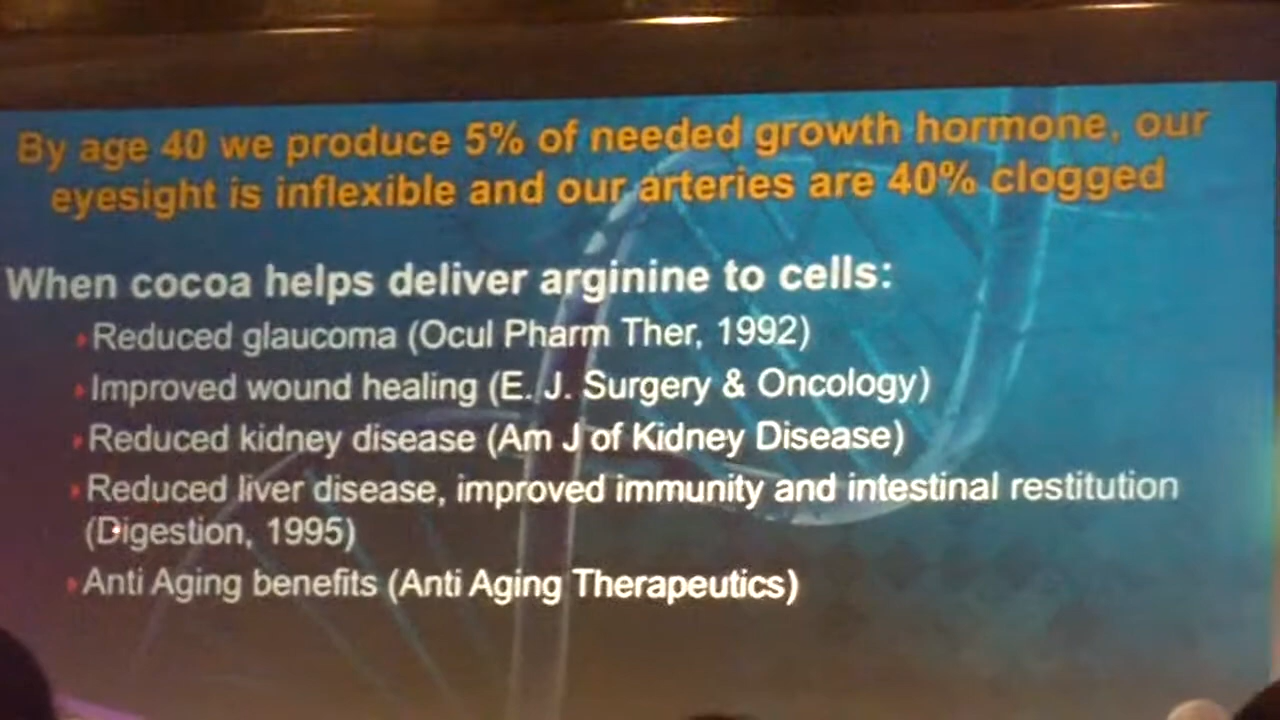 By age 40 we produce 5% of needed growth hormone, our
eyesight is inflexible and our arteries are 40% clogged
When cocoa helps deliver arginine to cells:
Reduced glaucoma (Ocul Pharm Ther, 1992)
Improved wound healing (E. J. Surgery & Oncology)
Reduced kidney disease (Am J of Kidney Disease)
Reduced liver disease, improved immunity and intestinal restitution
(Digestion, 1995)
Anti Aging benefits (Anti Aging Therapeutics)